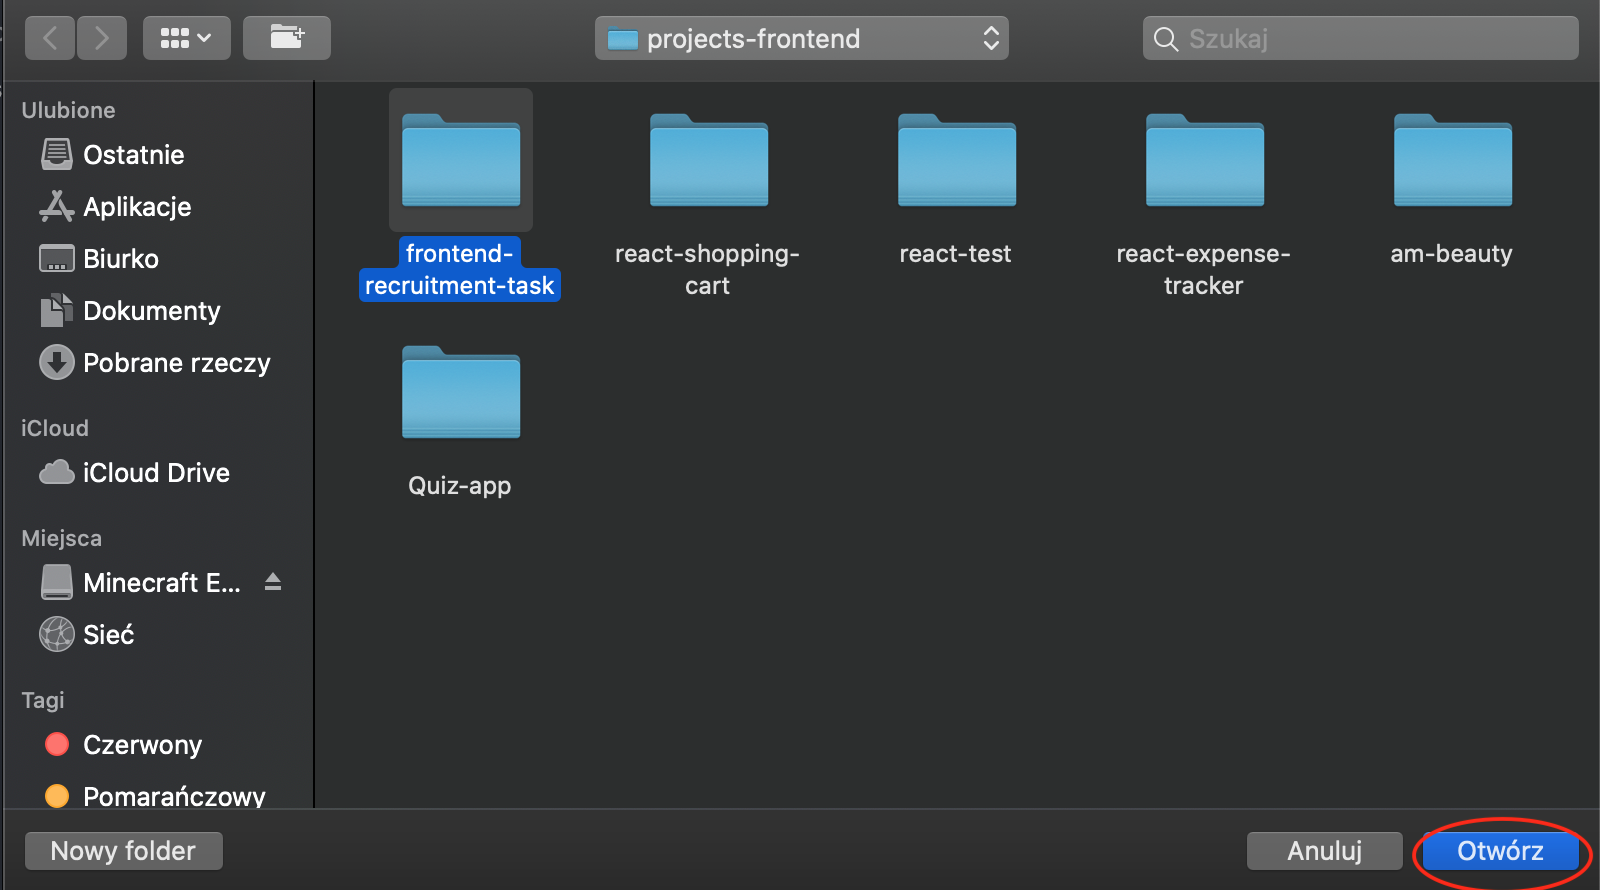 projects-frontend
Szukaj
Ulubione
Ostatnie
Aplikacje
Biurko
Dokumenty
Pobrane rzeczy
iCloud
iCloud Drive
Miejsca
Minecraft E...
Sieć
Tagi
Czerwony
Pomarańczowy
frontend-
recruitment-task
react-shopping-
cart
react-test
react-expense-
tracker
am-beauty
Quiz-app
Nowy folder
Anuluj
Otwórz